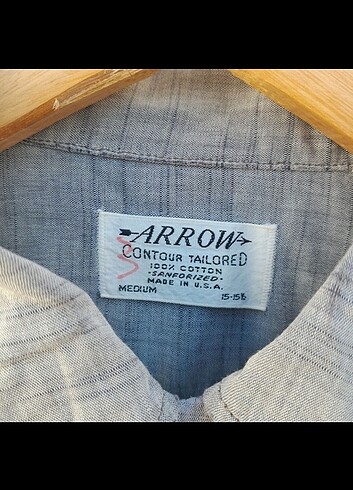 ARROW
CONTOUR TAILORED
100% COTTON
-SANFORIZED-
MADE IN U.S.A.
MEDIUM 15-15½